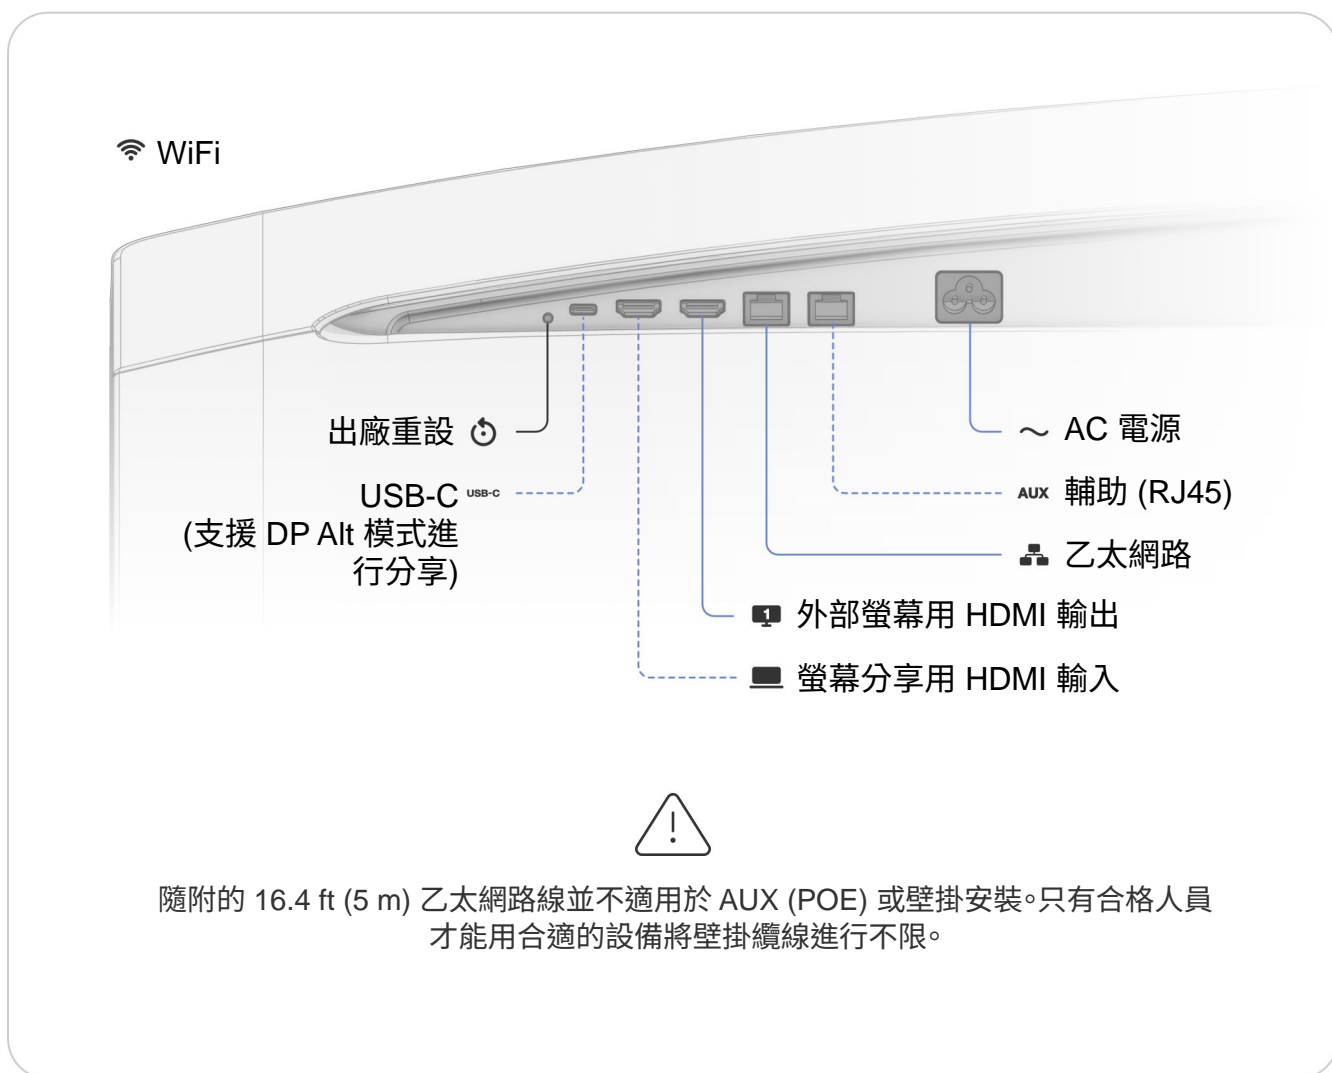 WiFi
出廠重設
USB-C USB-C
(支援 DP Alt 模式進
行分享)
AC 電源
AUX 輔助 (RJ45)
乙太網路
1 外部螢幕用 HDMI 輸出
螢幕分享用 HDMI 輸入
隨附的 16.4 ft (5 m) 乙太網路線並不適用於 AUX (POE) 或壁掛安裝。只有合格人員
才能用合適的設備將壁掛纜線進行不限。